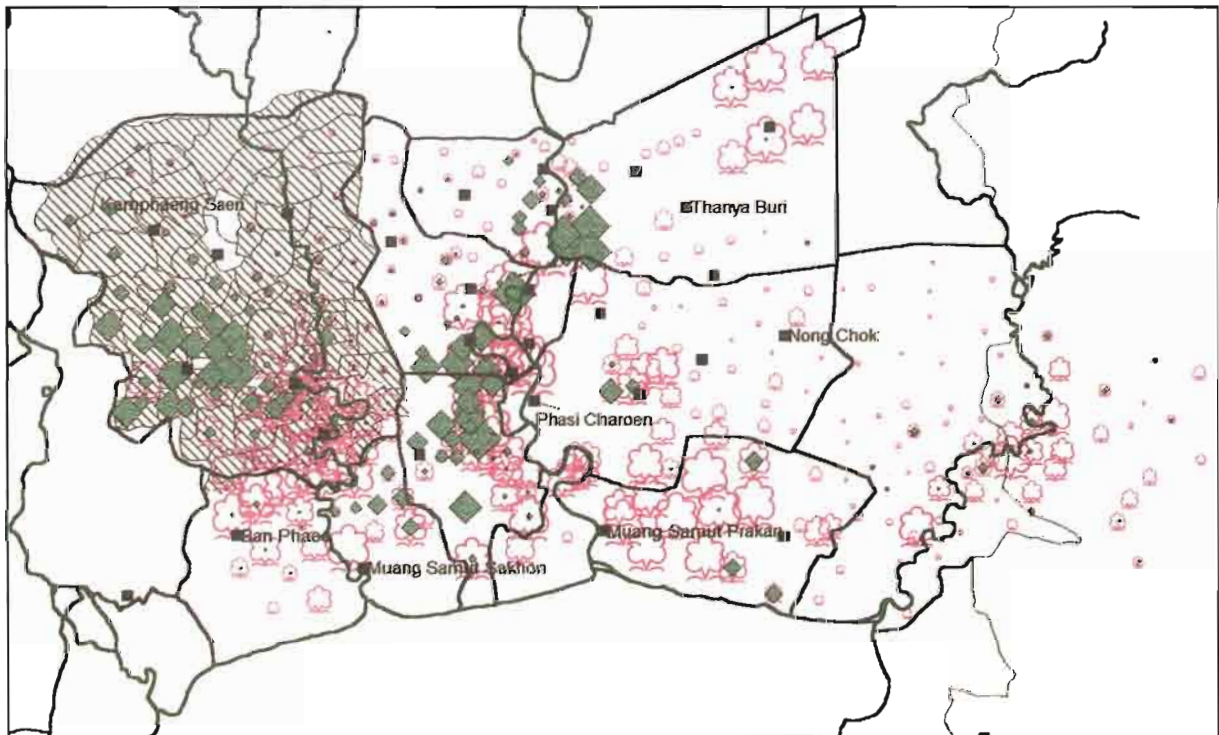 Kamphaeng Saen
Thanya Buri
Nong Chok
Phasi Charoen
Muang Samut Prakan
Ban Phaeo
Muang Samut Sakhon